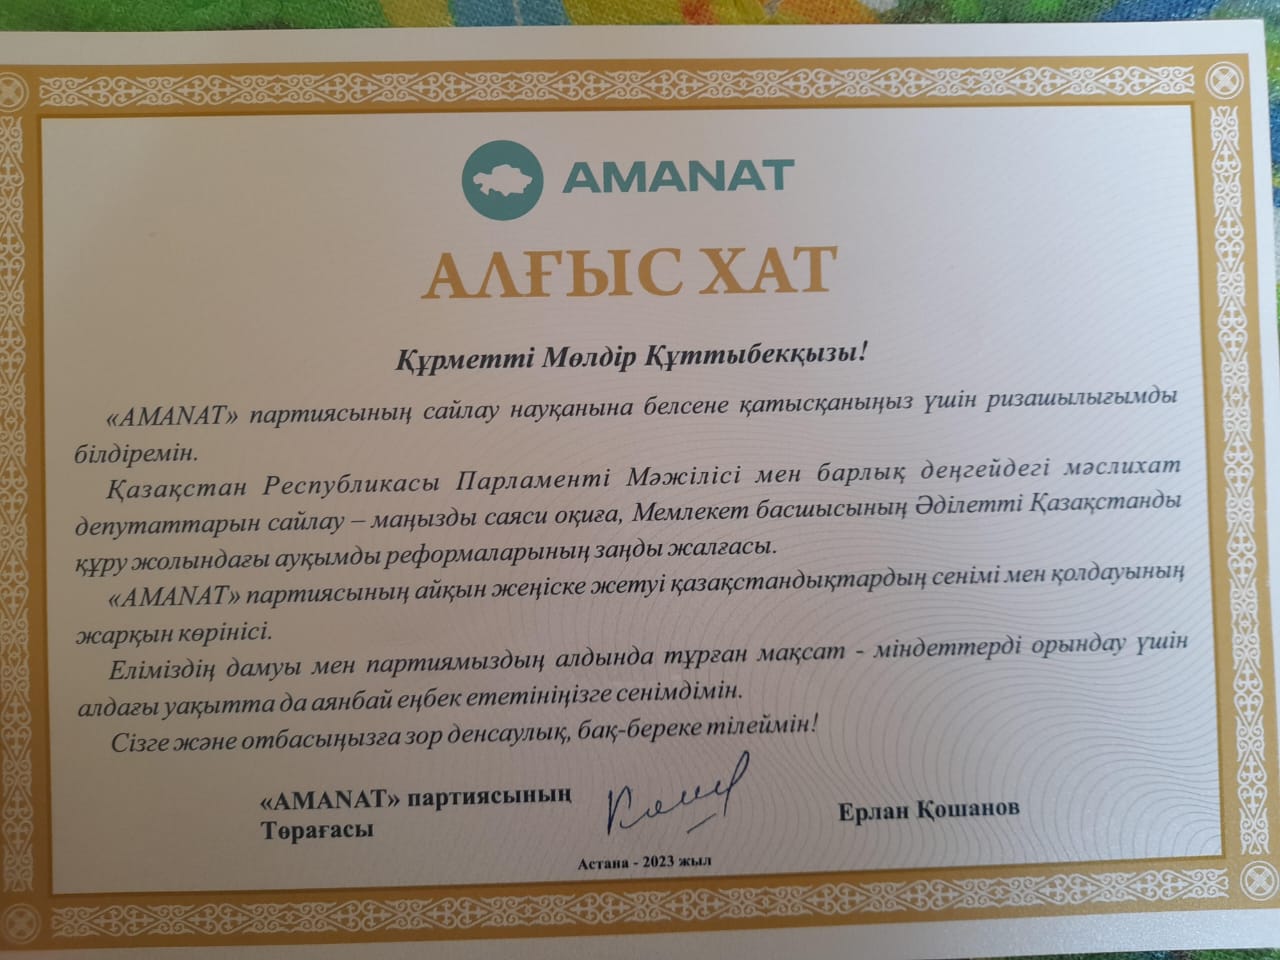 AMANAT
АЛҒЫС ХАТ
Құрметті Мөлдір Құттыбекқызы!
«AMANAT» партиясының сайлау науқанына белсене қатысқаныңыз үшін ризашылығымды
білдіремін.
Қазақстан Республикасы Парламенті Мәжілісі мен барлық деңгейдегі мәслихат
депутаттарын сайлау – маңызды саяси оқиға, Мемлекет басшысының Әділетті Қазақстанды
құру жолындағы ауқымды реформаларының заңды жалғасы.
«AMANAT» партиясының айқын жеңіске жетуі қазақстандықтардың сенімі мен қолдауының
жарқын көрінісі.
Еліміздің дамуы мен партиямыздың алдында тұрған мақсат - міндеттерді орындау үшін
алдағы уақытта да аянбай еңбек ететініңізге сенімдімін.
Сізге және отбасыңызға зор денсаулық, бақ-береке тілеймін!
«AMANAT» партиясының
Төрағасы
Ерлан Қошанов
Астана - 2023 жыл